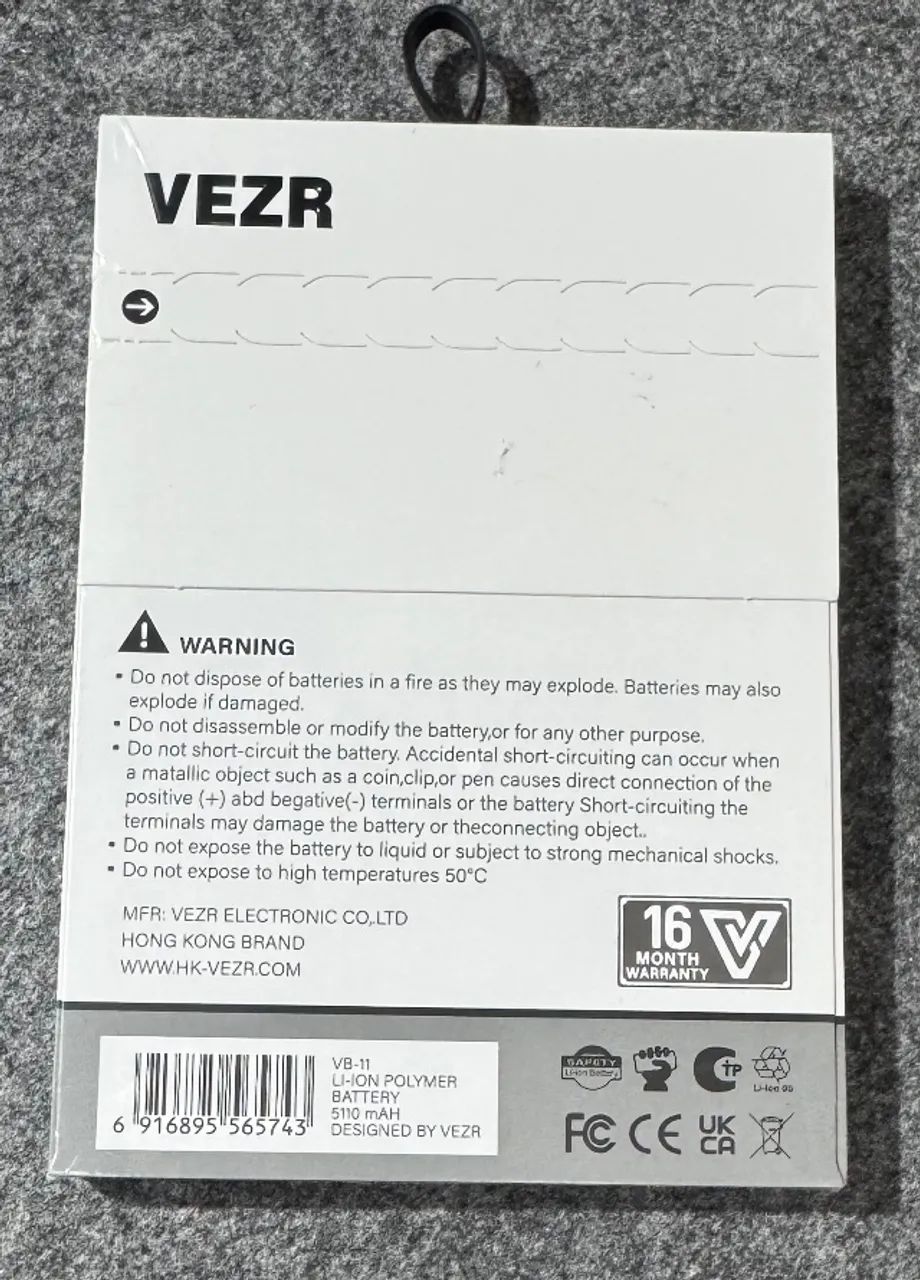 VEZR
WARNING
▪ Do not dispose of batteries in a fire as they may explode. Batteries may also
explode if damaged.
▪ Do not disassemble or modify the battery,or for any other purpose.
▪ Do not short-circuit the battery. Accidental short-circuiting can occur when
a matallic object such as a coin,clip,or pen causes direct connection of the
positive (+) abd begative(-) terminals or the battery Short-circuiting the
terminals may damage the battery or theconnecting object..
▪ Do not expose the battery to liquid or subject to strong mechanical shocks.
▪ Do not expose to high temperatures 50°C
MFR: VEZR ELECTRONIC CO,.LTD
HONG KONG BRAND
WWW.HK-VEZR.COM
16
MONTH
WARRANTY
6 916895 565743
VB-11
LI-ION POLYMER
BATTERY
5110 mAH
DESIGNED BY VEZR
SAFETY
Li-ion Battery
TP
Li-ion
FC CE UK
CA